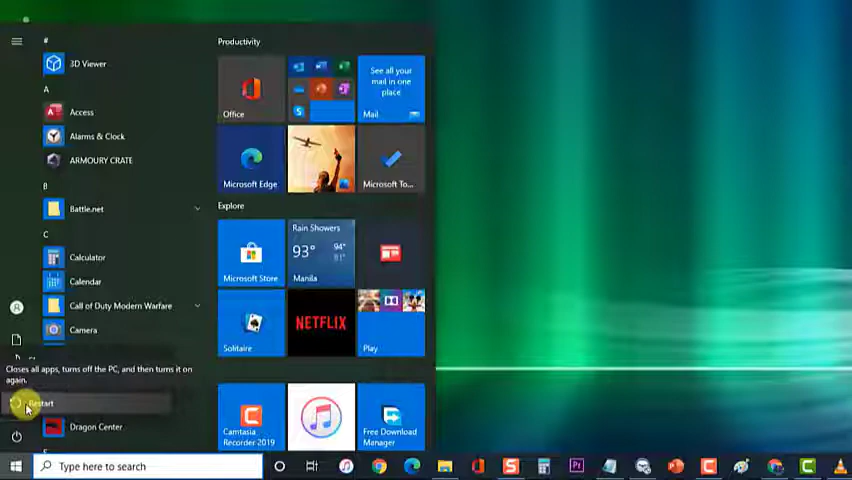 #
3D Viewer
A
Access
Alarms & Clock
ARMOURY CRATE
B
Battle.net
C
Calculator
Calendar
Call of Duty Modern Warfare
Camera
Closes all apps, turns off the PC, and then turns it on
again.
Restart
Dragon Center
Productivity
Office
See all your
mail in one
place
Mail
Microsoft Edge
Microsoft To...
Explore
Microsoft Store
Rain Showers
93° 94°
81°
Manila
Solitaire
NETFLIX
Play
Camtasia
Recorder 2019
Free Download
Manager
Type here to search